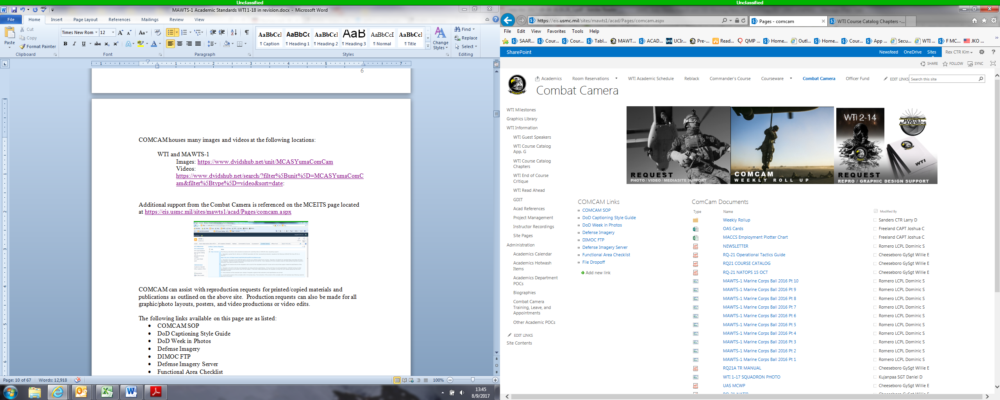 Unclassified
MAWTS-1 Academic Standards WTI 1-18 in revision.docx - Microsoft Word
File Home Insert Page Layout References Mailings Review View
Paste
Cut
Copy
Format Painter
Times New Rom 12
AaBbCcI AaBbCc AaBbCcI AaB AaBbCcI AaBbCcI
¶ Caption ¶ Heading 1 ¶ Heading 2 ¶ Heading 3 ¶ Normal ¶ Title
Change Styles
Find
Replace
Select
Clipboard Font Paragraph Styles Editing
6
COMCAM houses many images and videos at the following locations:
WTI and MAWTS-1
Images: https://www.dvidshub.net/unit/MCASYumaComCam
Videos:
https://www.dvidshub.net/search/?filter%5Bunit%5D=MCASYumaComC
am&filter%5Btype%5D=video&sort=date:
Additional support from the Combat Camera is referenced on the MCEITS page located
at https://eis.usmc.mil/sites/mawts1/acad/Pages/comcam.aspx
COMCAM can assist with reproduction requests for printed/copied materials and
publications as outlined on the above site.  Production requests can also be made for all
graphic/photo layouts, posters, and video productions or video edits.
The following links available on this page are as listed:
• COMCAM SOP
• DoD Captioning Style Guide
• DoD Week in Photos
• Defense Imagery
• DIMOC FTP
• Defense Imagery Server
• Functional Area Checklist
Page: 10 of 67 Words: 12,918 100%
13:45
8/9/2017
Unclassified
https://eis.usmc.mil/sites/mawts1/acad/Pages/comcam.aspx
Pages - comcam
WTI Course Catalog Chapters -...
File Edit View Favorites Tools Help
SAAR... Cour... Cour... Tabl... MAWT... ACAD... UCIr... Pre-... Read... QMP ... Home... Outl... Home... Cour... App ... Secu... WTI ... F MC... JKO ...
SharePoint
Newsfeed OneDrive Sites Rex CTR Kim
SHARE FOLLOW SYNC
Academics Room Reservations WTI Academic Schedule Reblack Commander's Course Courseware Combat Camera Officer Fund EDIT LINKS Search this site
Combat Camera
WTI Milestones
Graphics Library
WTI Information
WTI Guest Speakers
WTI Course Catalog
App. G
WTI Course Catalog
Chapters
WTI End of Course
Critique
WTI Read Ahead
GDIT
Acad References
Project Management
Instructor Recordings
Site Pages
Administration
Academics Calendar
Academics Hotwash
Items
Academics Department
POCs
Biographies
Combat Camera
Training, Leave, and
Appointments
Other Academic POCs
EDIT LINKS
Site Contents
REQUEST
PHOTO / VIDEO / MEDIASITE SUPPORT
COMCAM
WEEKLY ROLL UP
WTI 2-14
MAWTS-1
ACADEMICS
WTI
REQUEST
REPRO / GRAPHIC DESIGN SUPPORT
COMCAM Links
COMCAM SOP
DoD Captioning Style Guide
DoD Week in Photos
Defense Imagery
DIMOC FTP
Defense Imagery Server
Functional Area Checklist
File Dropoff
Add new link
ComCam Documents
Type Name Modified By
Weekly Rollup Sanders CTR Larry D
OAS Cards Freeland CAPT Joshua C
MACCS Employment Plotter Chart Freeland CAPT Joshua C
NEWSLETTER Romero LCPL Dominic S
RQ-21 Operational Tactics Guide Cheeseboro GySgt Willie E
RQ21 COURSE CATALOG Cheeseboro GySgt Willie E
RQ-21 NATOPS 15 OCT Cheeseboro GySgt Willie E
MAWTS-1 Marine Corps Ball 2016 Pt 10 Romero LCPL Dominic S
MAWTS-1 Marine Corps Ball 2016 Pt 9 Romero LCPL Dominic S
MAWTS-1 Marine Corps Ball 2016 Pt 8 Romero LCPL Dominic S
MAWTS-1 Marine Corps Ball 2016 Pt 7 Romero LCPL Dominic S
MAWTS-1 Marine Corps Ball 2016 Pt 6 Romero LCPL Dominic S
MAWTS-1 Marine Corps Ball 2016 Pt 5 Romero LCPL Dominic S
MAWTS-1 Marine Corps Ball 2016 Pt 4 Romero LCPL Dominic S
MAWTS-1 Marine Corps Ball 2016 Pt 3 Romero LCPL Dominic S
MAWTS-1 Marine Corps Ball 2016 Pt 2 Romero LCPL Dominic S
MAWTS-1 Marine Corps Ball 2016 Pt 1 Romero LCPL Dominic S
RQ21A TR MANUAL Cheeseboro GySgt Willie E
WTI 1-17 SQUADRON PHOTO Kujanpaa SGT Daniel D
UAS MCWP Cheeseboro GySgt Willie E